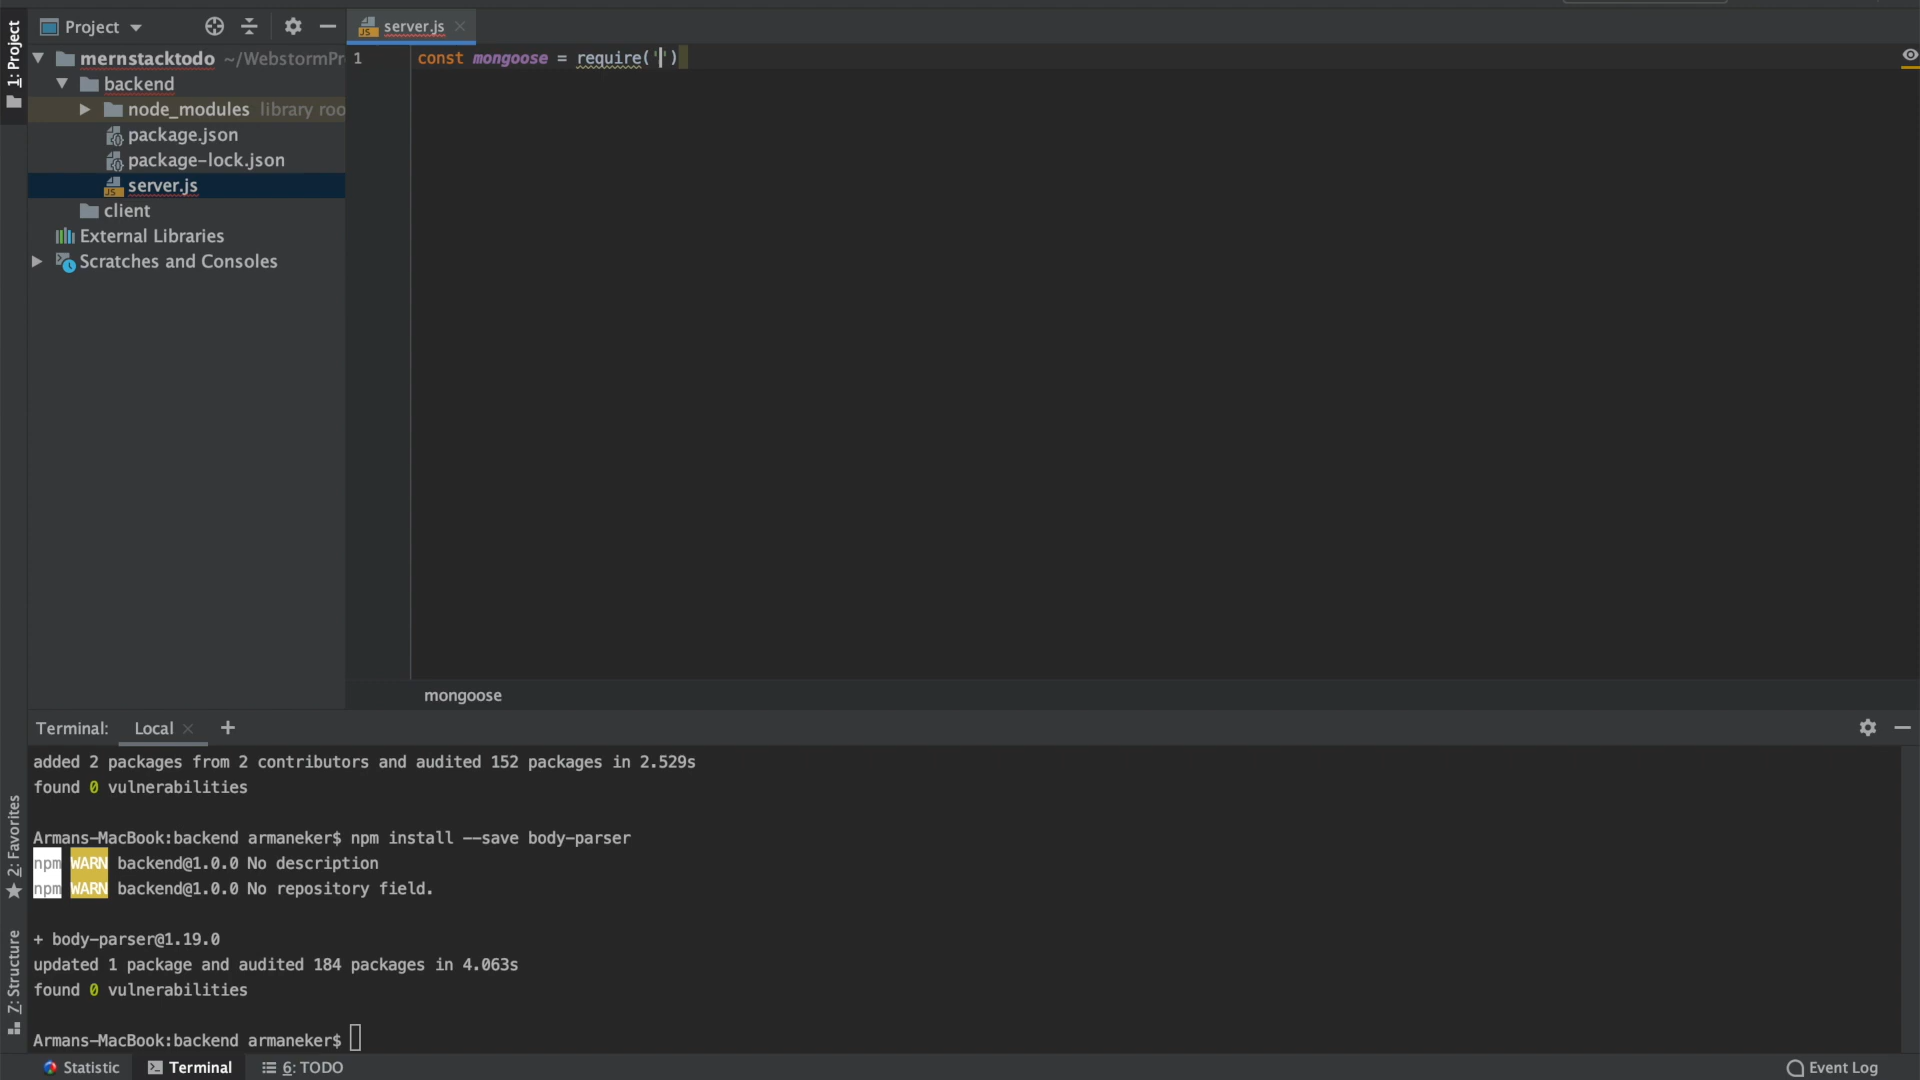 Project
server.js
1: Project
mernstacktodo ~/WebstormPr
1 const mongoose = require('')
backend
node_modules library roo
package.json
package-lock.json
server.js
client
External Libraries
Scratches and Consoles
mongoose
Terminal: Local +
added 2 packages from 2 contributors and audited 152 packages in 2.529s
found 0 vulnerabilities
Armans-MacBook:backend armaneker$ npm install --save body-parser
npm WARN backend@1.0.0 No description
npm WARN backend@1.0.0 No repository field.
+ body-parser@1.19.0
updated 1 package and audited 184 packages in 4.063s
found 0 vulnerabilities
Armans-MacBook:backend armaneker$
2: Favorites
Z: Structure
Statistic Terminal 6: TODO Event Log